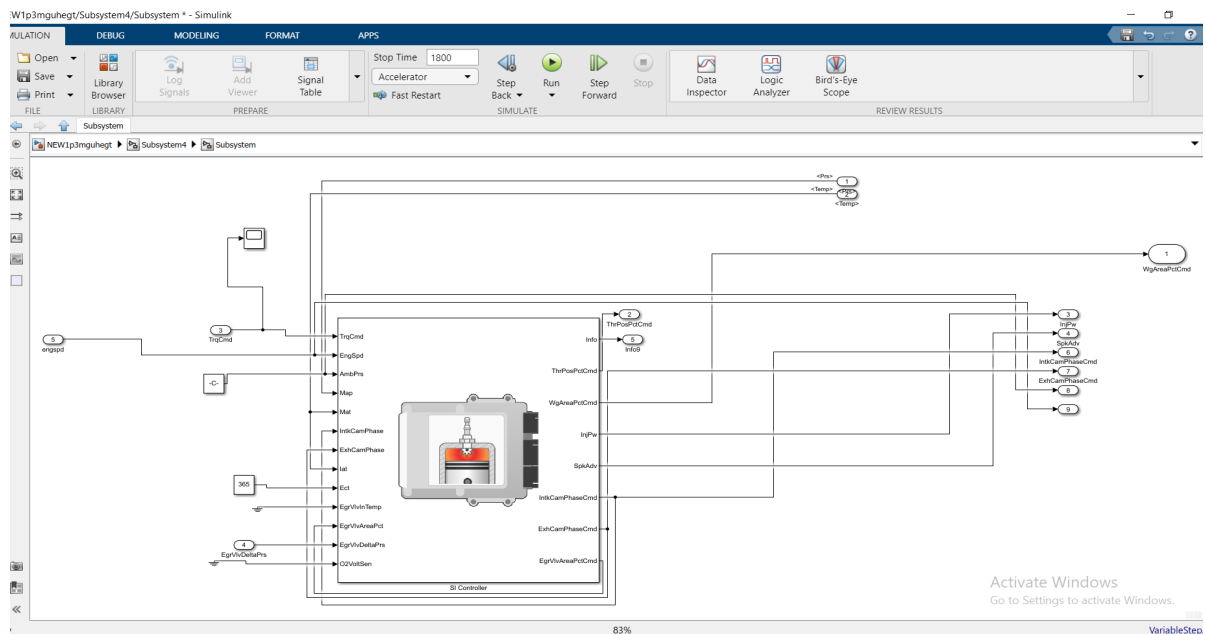 W1p3mguhegt/Subsystem4/Subsystem * - Simulink
MULATION DEBUG MODELING FORMAT APPS
Open
Save
Print
FILE
Library
Browser
LIBRARY
Log
Signals
Add
Viewer
Signal
Table
PREPARE
Stop Time 1800
Accelerator
Fast Restart
Step
Back
Run
Step
Forward
Stop
SIMULATE
Data
Inspector
Logic
Analyzer
Bird's-Eye
Scope
REVIEW RESULTS
Subsystem
NEW1p3mguhegt Subsystem4 Subsystem
<Prs>
1
<Temp>
<Prs>
2
<Temp>
1
WgAreaPctCmd
3
TrqCmd
5
engspd
-C-
365
4
EgrVlvDeltaPrs
TrqCmd
EngSpd
AmbPrs
Map
Mat
IntkCamPhase
ExhCamPhase
Iat
Ect
EgrVlvInTemp
EgrVlvAreaPct
EgrVlvDeltaPrs
O2VoltSen
Info
ThrPosPctCmd
WgAreaPctCmd
InjPw
SpkAdv
IntkCamPhaseCmd
ExhCamPhaseCmd
EgrVlvAreaPctCmd
SI Controller
2
ThrPosPctCmd
5
Info9
3
InjPw
4
SpkAdv
6
IntkCamPhaseCmd
7
ExhCamPhaseCmd
8
9
Activate Windows
Go to Settings to activate Windows.
83%
VariableStep